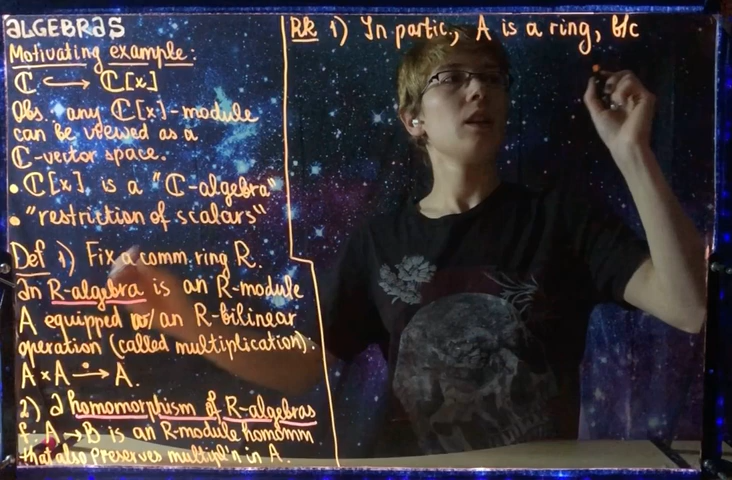 ALGEBRAS
Motivating example:
ℂ ↪ ℂ[x]
Obs. any ℂ[x]-module
can be viewed as a
ℂ-vector space.
• ℂ[x] is a "ℂ-algebra"
• "restriction of scalars"
Def 1) Fix a comm ring R.
An R-algebra is an R-module
A equipped w/ an R-bilinear
operation (called multiplication):
A × A → A.
2) A homomorphism of R-algebras
f: A → B is an R-module homom
that also preserves multipl'n in A.
Rk 1) In partic, A is a ring, b/c